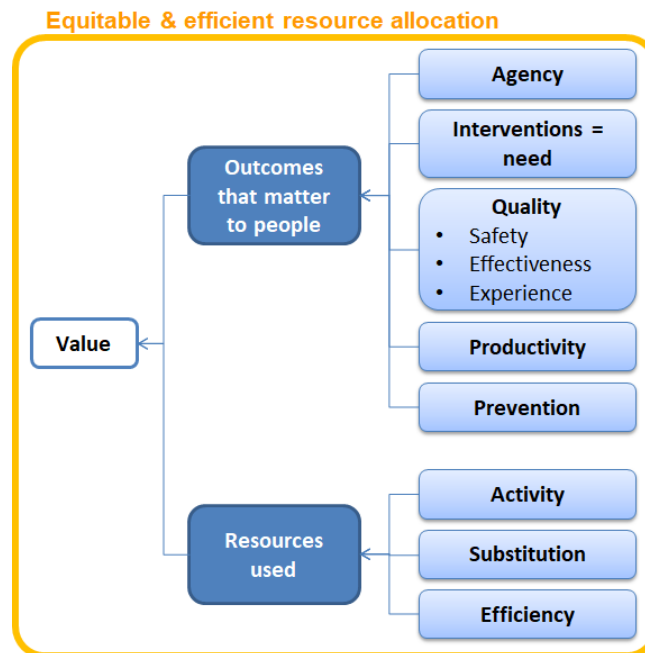 Equitable & efficient resource allocation
Agency
Interventions =
need
Outcomes
that matter
to people
Quality
• Safety
• Effectiveness
• Experience
Value
Productivity
Prevention
Activity
Resources
used
Substitution
Efficiency